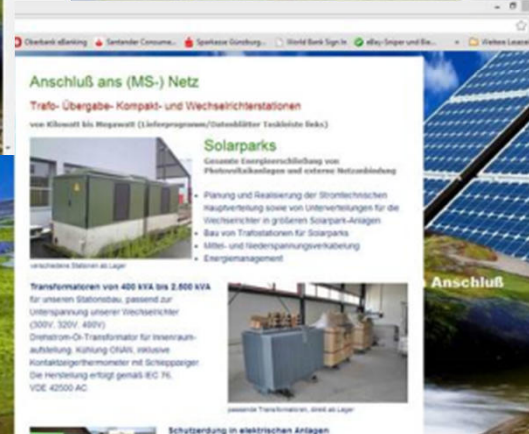 Oberbank eBanking Santander Consume... Sparkasse Günzburg... World Bank Sign In eBay-Sniper und Bie... » Weitere Lesezei
Anschluß ans (MS-) Netz
Trafo- Übergabe- Kompakt- und Wechselrichterstationen
von Kilowatt bis Megawatt (Lieferprogramm/Datenblätter Taskleiste links)
Solarparks
Gesamte Energieerschließung von
Photovoltaikanlagen und externe Netzanbindung
Planung und Realisierung der Stromtechnischen
Hauptverteilung sowie von Unterverteilungen für die
Wechselrichter in größeren Solarpark-Anlagen
Bau von Trafostationen für Solarparks
Mittel- und Niederspannungsverkabelung
Energiemanagement
verschiedene Stationen ab Lager
Anschluß
Transformatoren von 400 kVA bis 2.500 kVA
für unseren Stationsbau, passend zur
Unterspannung unserer Wechselrichter
(300V, 320V, 400V)
Drehstrom-Öl-Transformator für Innenraum-
aufstellung, Kühlung ONAN, inklusive
Kontaktzeigerthermometer mit Schleppzeiger.
Die Herstellung erfolgt gemäß IEC 76,
VDE 42500 AC
passende Transformatoren, direkt ab Lager
Schutzerdung in elektrischen Anlagen